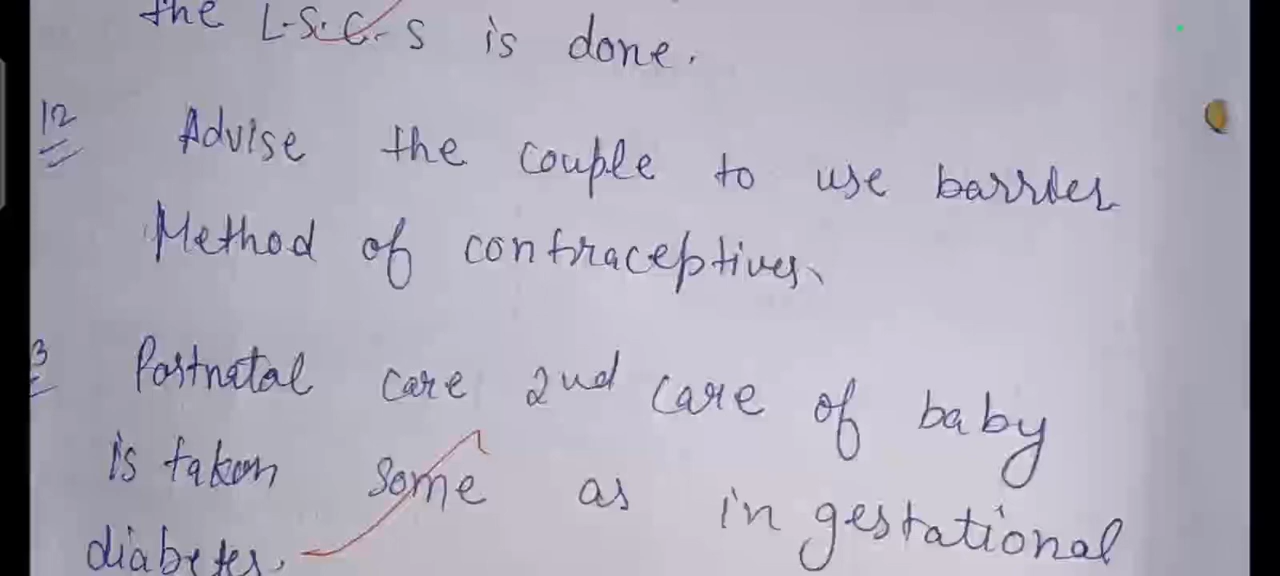 the L.S.C.S is done.
12 Advise the couple to use barrier
Method of contraceptives.
3 Postnatal care 2nd care of baby
is taken some as in gestational
diabetes.